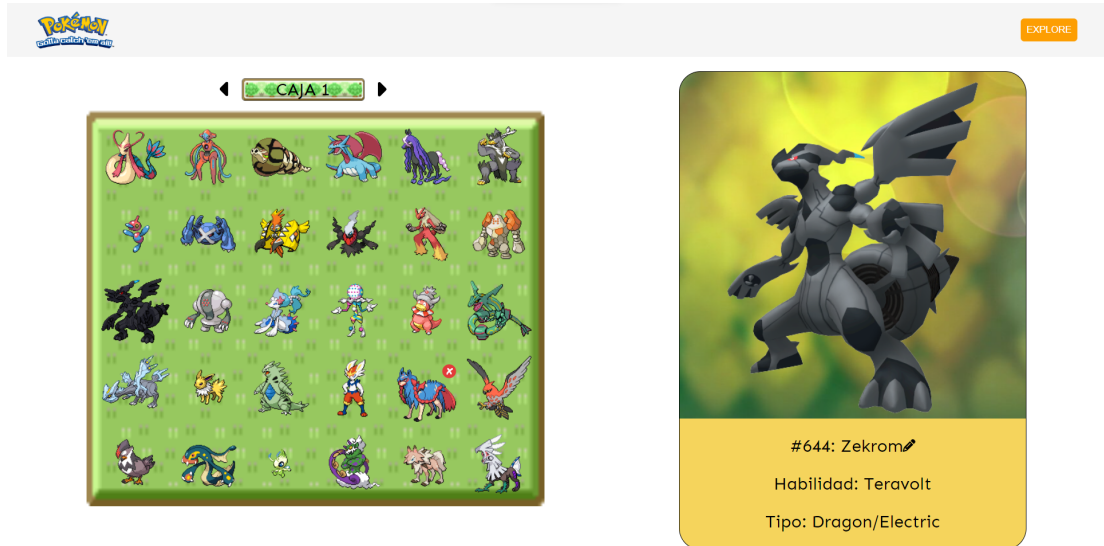 POKéMON
Gotta catch 'em all!
EXPLORE
CAJA 1
#644: Zekrom
Habilidad: Teravolt
Tipo: Dragon/Electric